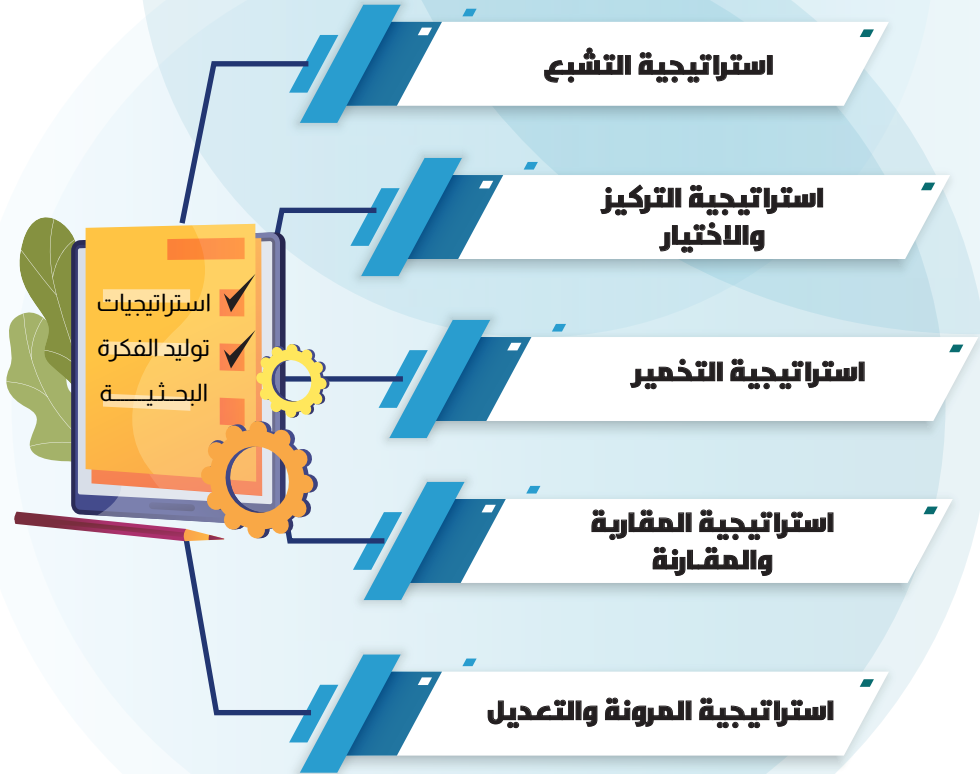 استراتيجيات
توليد الفكرة
البحـثيـــة
استراتيجية التشبع
استراتيجية التركيز
والاختيار
استراتيجية التخمير
استراتيجية المقاربة
والمقـارنة
استراتيجية المرونة والتعديل